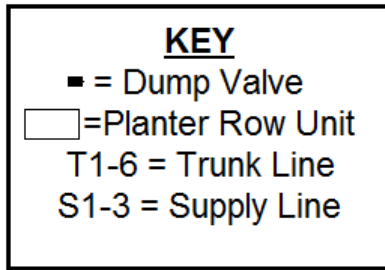 KEY
= Dump Valve
=Planter Row Unit
T1-6 = Trunk Line
S1-3 = Supply Line